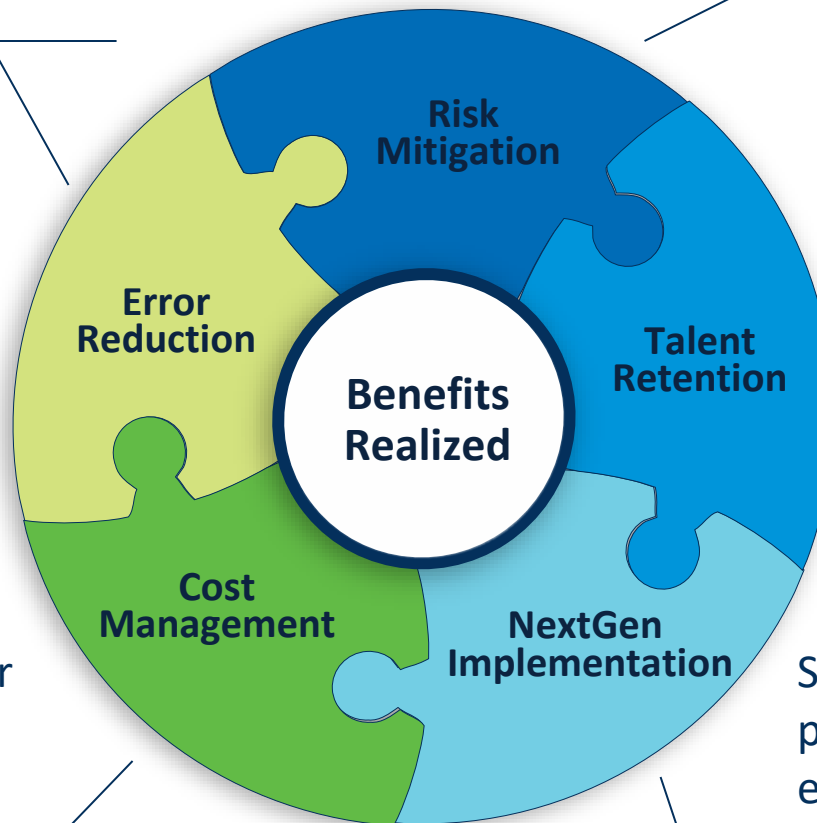 Risk
Mitigation
Error
Reduction
Talent
Retention
Benefits
Realized
Cost
Management
NextGen
Implementation
r
S
p
e